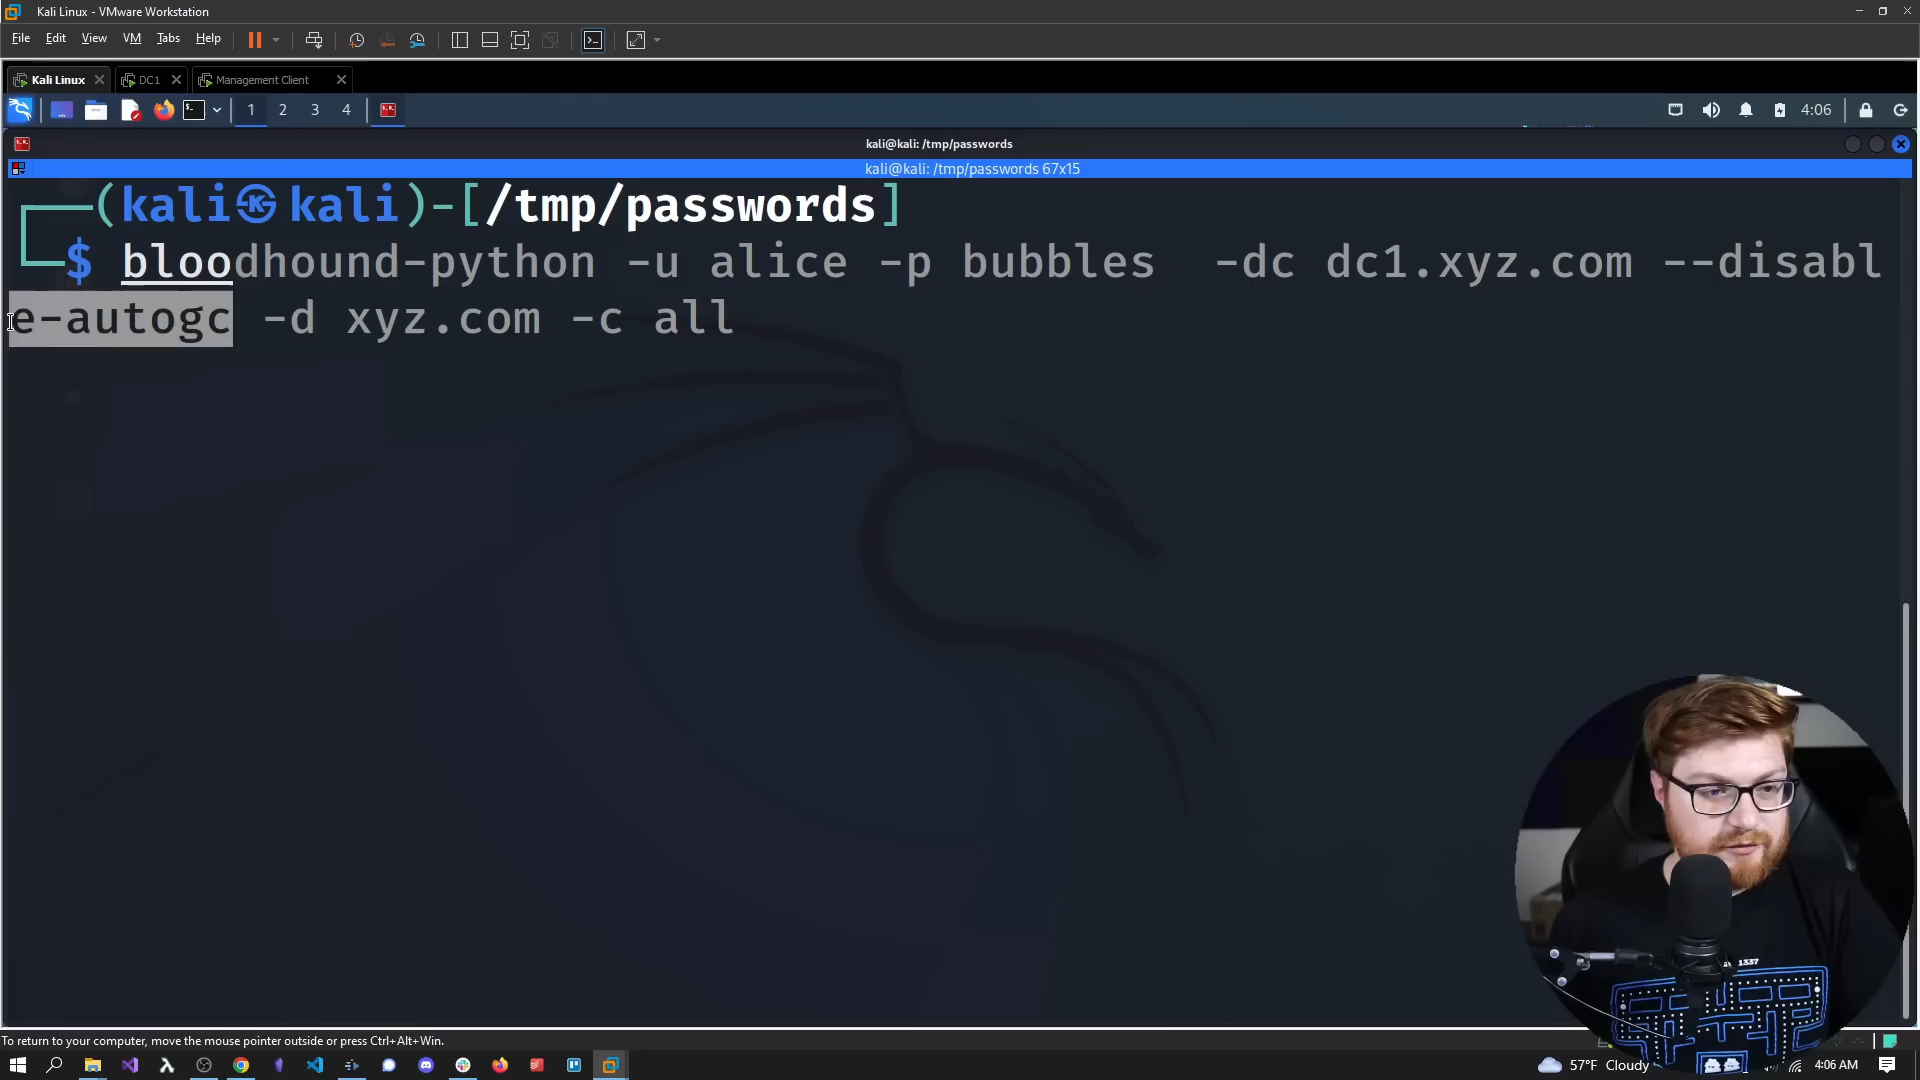 Kali Linux - VMware Workstation
File Edit View VM Tabs Help
Kali Linux DC1 Management Client
1 2 3 4 4:06
kali@kali: /tmp/passwords
kali@kali: /tmp/passwords 67x15
(kali㉿kali)-[/tmp/passwords]
$ bloodhound-python -u alice -p bubbles  -dc dc1.xyz.com --disabl
e-autogc -d xyz.com -c all
1337
To return to your computer, move the mouse pointer outside or press Ctrl+Alt+Win.
57°F Cloudy 4:06 AM